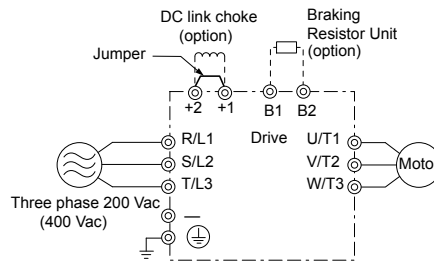 DC link choke
(option)
Braking
Resistor Unit
(option)
Jumper
+2
+1
B1
B2
R/L1
Drive
U/T1
S/L2
V/T2
Moto
T/L3
W/T3
Three phase 200 Vac
(400 Vac)